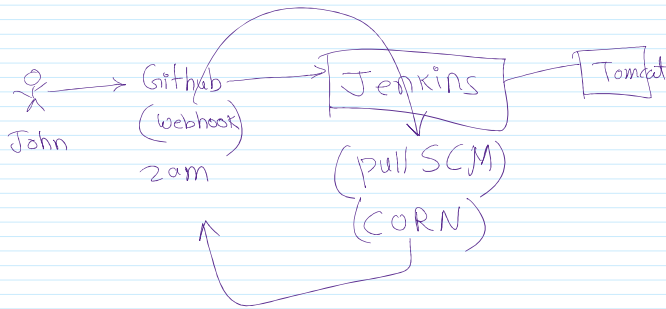 Github
Jenkins
Tomcat
(webhook)
John
2am
(pull SCM)
(CORN)